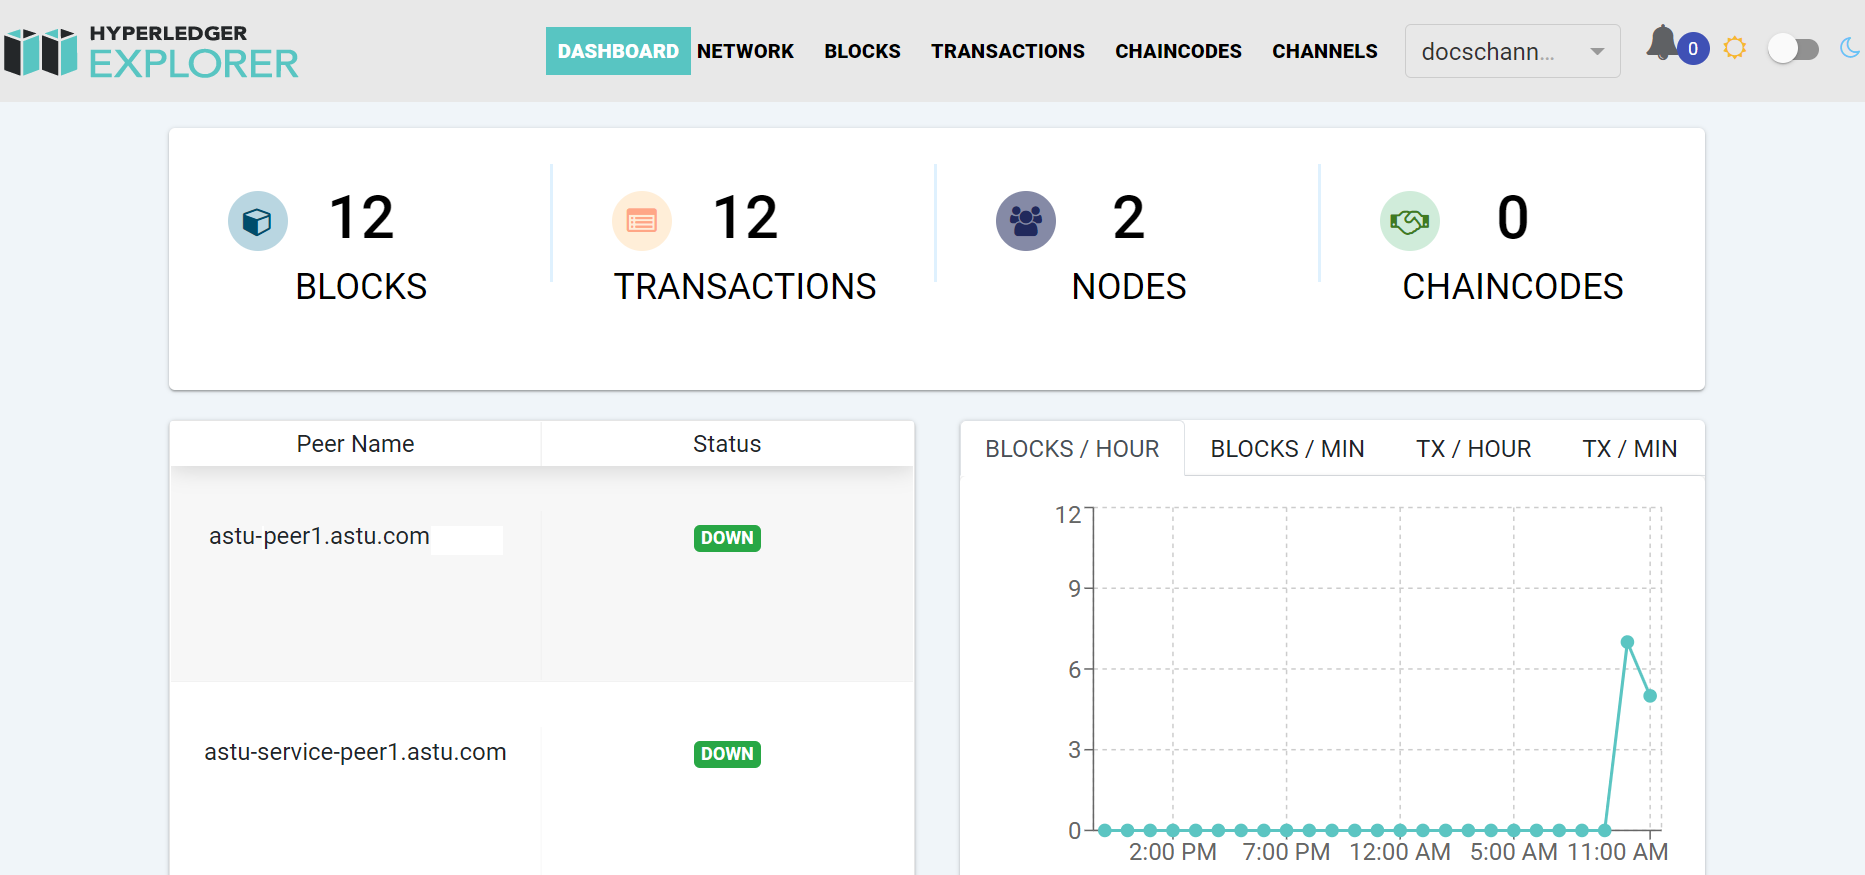 HYPERLEDGER
EXPLORER
DASHBOARD NETWORK BLOCKS TRANSACTIONS CHAINCODES CHANNELS docschann... 0
12 12 2 0
BLOCKS TRANSACTIONS NODES CHAINCODES
Peer Name Status
astu-peer1.astu.com DOWN
astu-service-peer1.astu.com DOWN
BLOCKS / HOUR BLOCKS / MIN TX / HOUR TX / MIN
12
9
6
3
0
2:00 PM 7:00 PM 12:00 AM 5:00 AM 11:00 AM